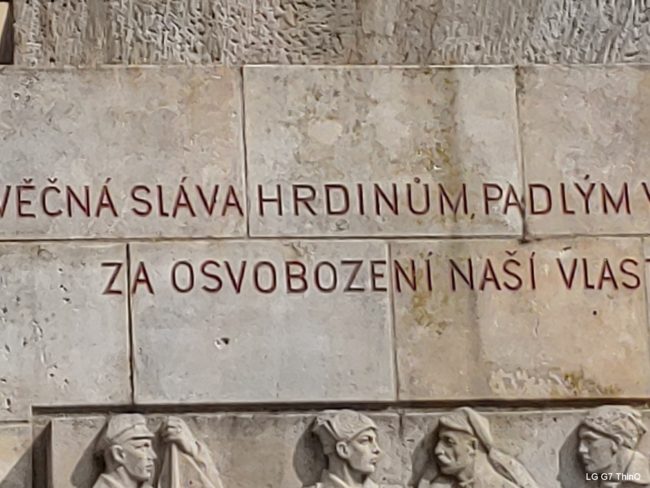 VĚČNÁ SLÁVA HRDINŮM, PADLÝM V
ZA OSVOBOZENÍ NAŠÍ VLAST
LG G7 ThinQ